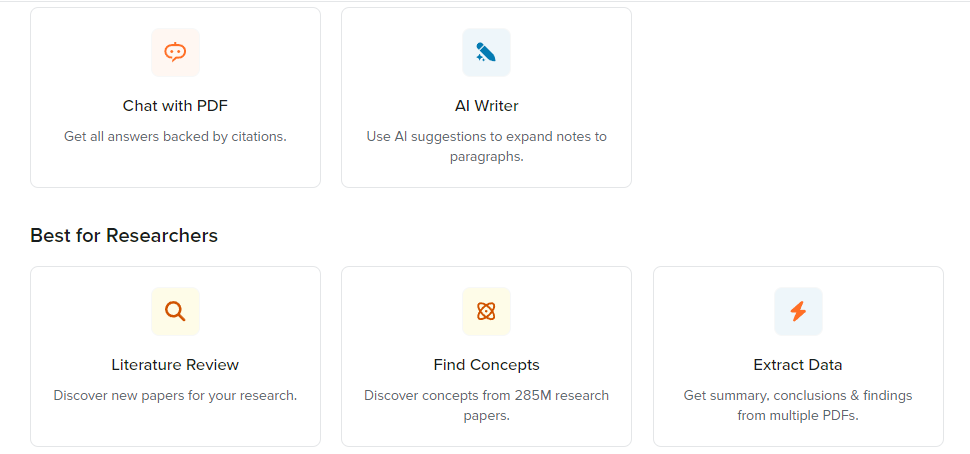 Chat with PDF
Get all answers backed by citations.
AI Writer
Use AI suggestions to expand notes to
paragraphs.
Best for Researchers
Literature Review
Discover new papers for your research.
Find Concepts
Discover concepts from 285M research
papers.
Extract Data
Get summary, conclusions & findings
from multiple PDFs.